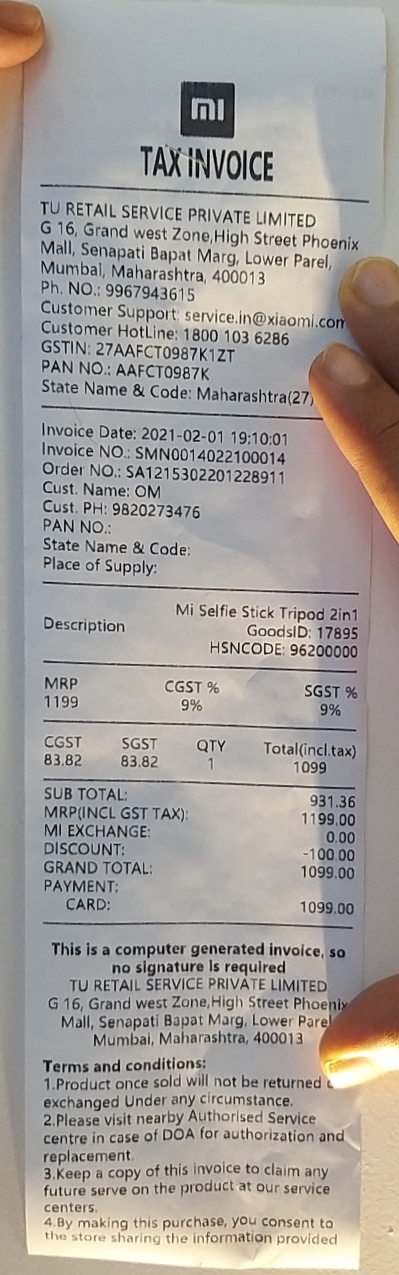 mi
TAX INVOICE
TU RETAIL SERVICE PRIVATE LIMITED
G 16, Grand west Zone,High Street Phoenix
Mall, Senapati Bapat Marg, Lower Parel,
Mumbai, Maharashtra, 400013
Ph. NO.: 9967943615
Customer Support: service.in@xiaomi.com
Customer HotLine: 1800 103 6286
GSTIN: 27AAFCT0987K1ZT
PAN NO.: AAFCT0987K
State Name & Code: Maharashtra(27)
Invoice Date: 2021-02-01 19:10:01
Invoice NO.: SMN0014022100014
Order NO.: SA1215302201228911
Cust. Name: OM
Cust. PH: 9820273476
PAN NO.:
State Name & Code:
Place of Supply:
Description Mi Selfie Stick Tripod 2in1
GoodsID: 17895
HSNCODE: 96200000
MRP CGST % SGST %
1199 9% 9%
CGST SGST QTY Total(incl.tax)
83.82 83.82 1 1099
SUB TOTAL: 931.36
MRP(INCL GST TAX): 1199.00
MI EXCHANGE: 0.00
DISCOUNT: -100.00
GRAND TOTAL: 1099.00
PAYMENT:
CARD: 1099.00
This is a computer generated invoice, so
no signature is required
TU RETAIL SERVICE PRIVATE LIMITED
G 16, Grand west Zone,High Street Phoenix
Mall, Senapati Bapat Marg, Lower Parel
Mumbai, Maharashtra, 400013
Terms and conditions:
1.Product once sold will not be returned
exchanged Under any circumstance.
2.Please visit nearby Authorised Service
centre in case of DOA for authorization and
replacement.
3.Keep a copy of this invoice to claim any
future serve on the product at our service
centers.
4.By making this purchase, you consent to
the store sharing the information provided